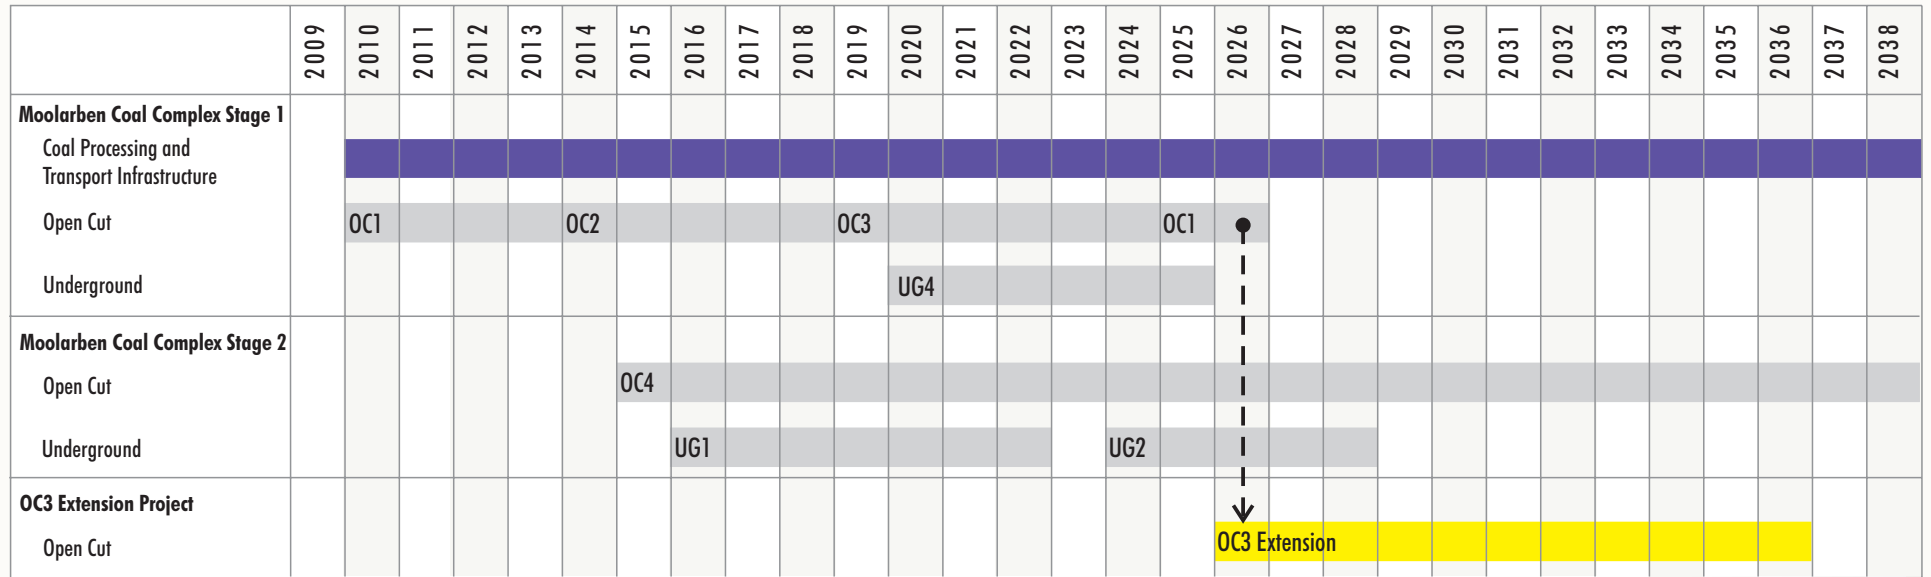 2009 2010 2011 2012 2013 2014 2015 2016 2017 2018 2019 2020 2021 2022 2023 2024 2025 2026 2027 2028 2029 2030 2031 2032 2033 2034 2035 2036 2037 2038
Moolarben Coal Complex Stage 1
Coal Processing and
Transport Infrastructure
Open Cut OC1 OC2 OC3 OC1
Underground UG4
Moolarben Coal Complex Stage 2
Open Cut OC4
Underground UG1 UG2
OC3 Extension Project
Open Cut OC3 Extension